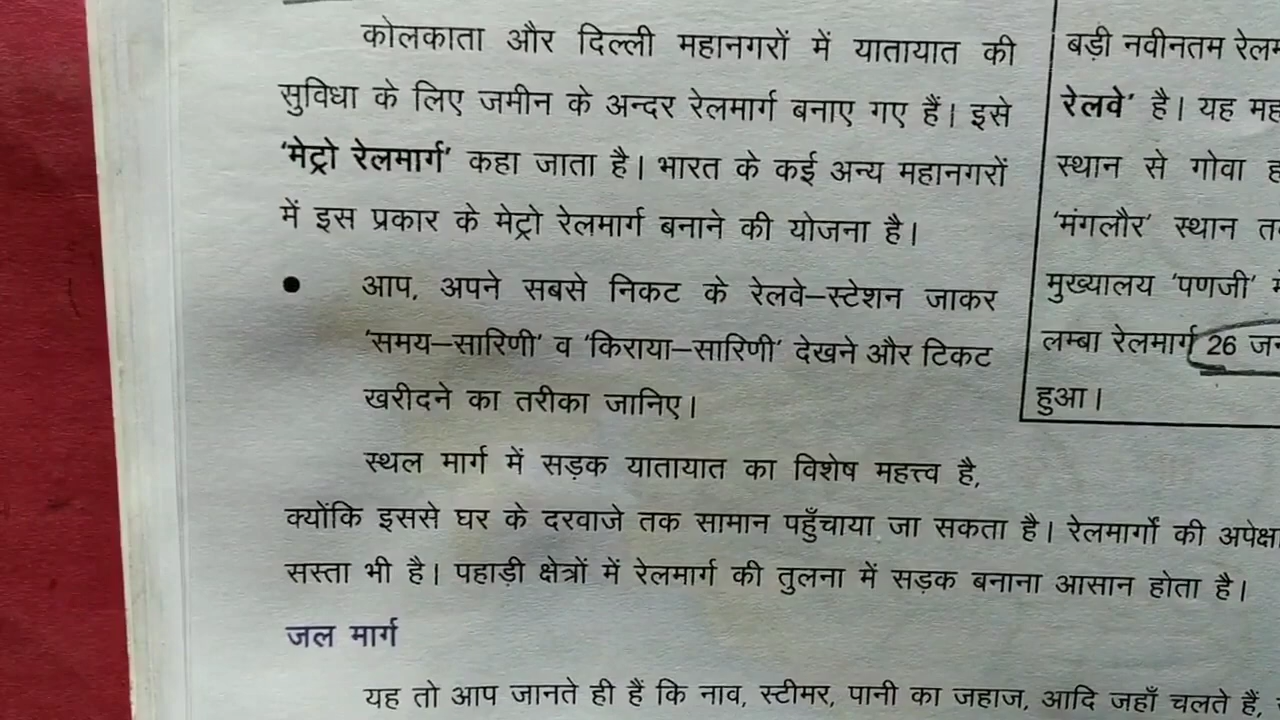 कोलकाता और दिल्ली महानगरों में यातायात की
सुविधा के लिए जमीन के अन्दर रेलमार्ग बनाए गए हैं। इसे
'मेट्रो रेलमार्ग' कहा जाता है। भारत के कई अन्य महानगरों
में इस प्रकार के मेट्रो रेलमार्ग बनाने की योजना है।
● आप, अपने सबसे निकट के रेलवे–स्टेशन जाकर
'समय–सारिणी' व 'किराया–सारिणी' देखने और टिकट
खरीदने का तरीका जानिए।
बड़ी नवीनतम
रेलवे' है। यह
स्थान से गोवा
'मंगलौर' स्थान
मुख्यालय 'पणजी'
लम्बा रेलमार्ग 26
हुआ।
स्थल मार्ग में सड़क यातायात का विशेष महत्त्व है,
क्योंकि इससे घर के दरवाजे तक सामान पहुँचाया जा सकता है। रेलमार्गों की अपेक्षा
सस्ता भी है। पहाड़ी क्षेत्रों में रेलमार्ग की तुलना में सड़क बनाना आसान होता है।
जल मार्ग
यह तो आप जानते ही हैं कि नाव, स्टीमर, पानी का जहाज, आदि जहाँ चलते हैं,